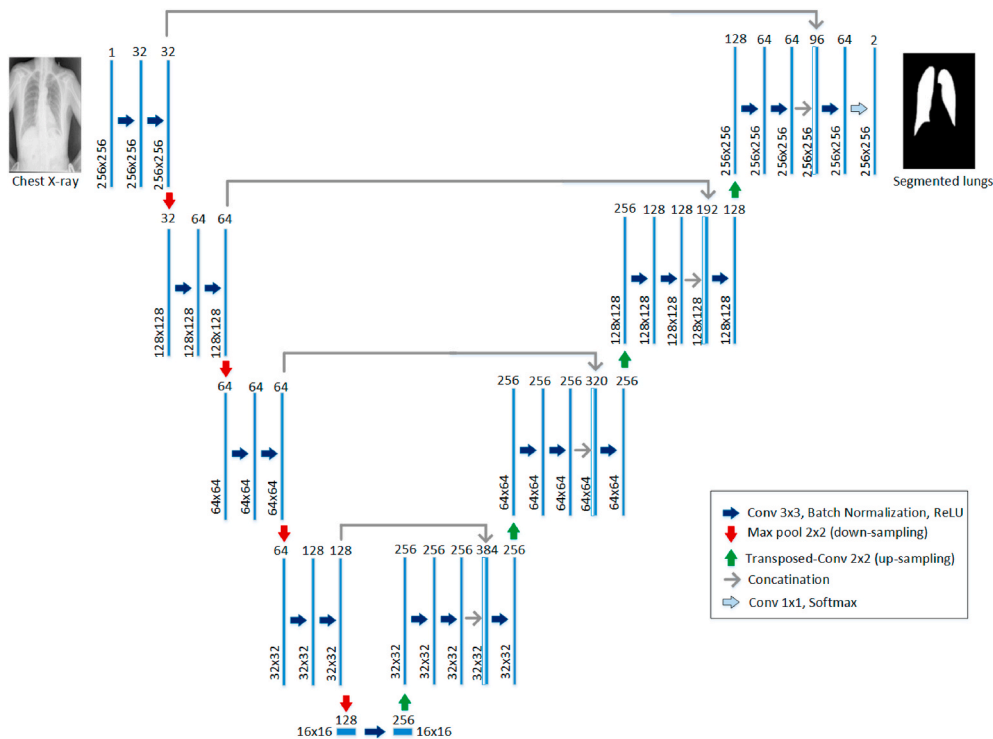 1 32 32
256x256 256x256 256x256
Chest X-ray
128 64 64 96 64 2
256x256 256x256 256x256 256x256 256x256 256x256
Segmented lungs
32 64 64
128x128 128x128 128x128
256 128 128 192 128
128x128 128x128 128x128 128x128 128x128
64 64 64
64x64 64x64 64x64
256 256 256 320 256
64x64 64x64 64x64 64x64 64x64
64 128 128
32x32 32x32 32x32
256 256 256 384 256
32x32 32x32 32x32 32x32 32x32
128 256
16x16 16x16
Conv 3x3, Batch Normalization, ReLU
Max pool 2x2 (down-sampling)
Transposed-Conv 2x2 (up-sampling)
Concatination
Conv 1x1, Softmax